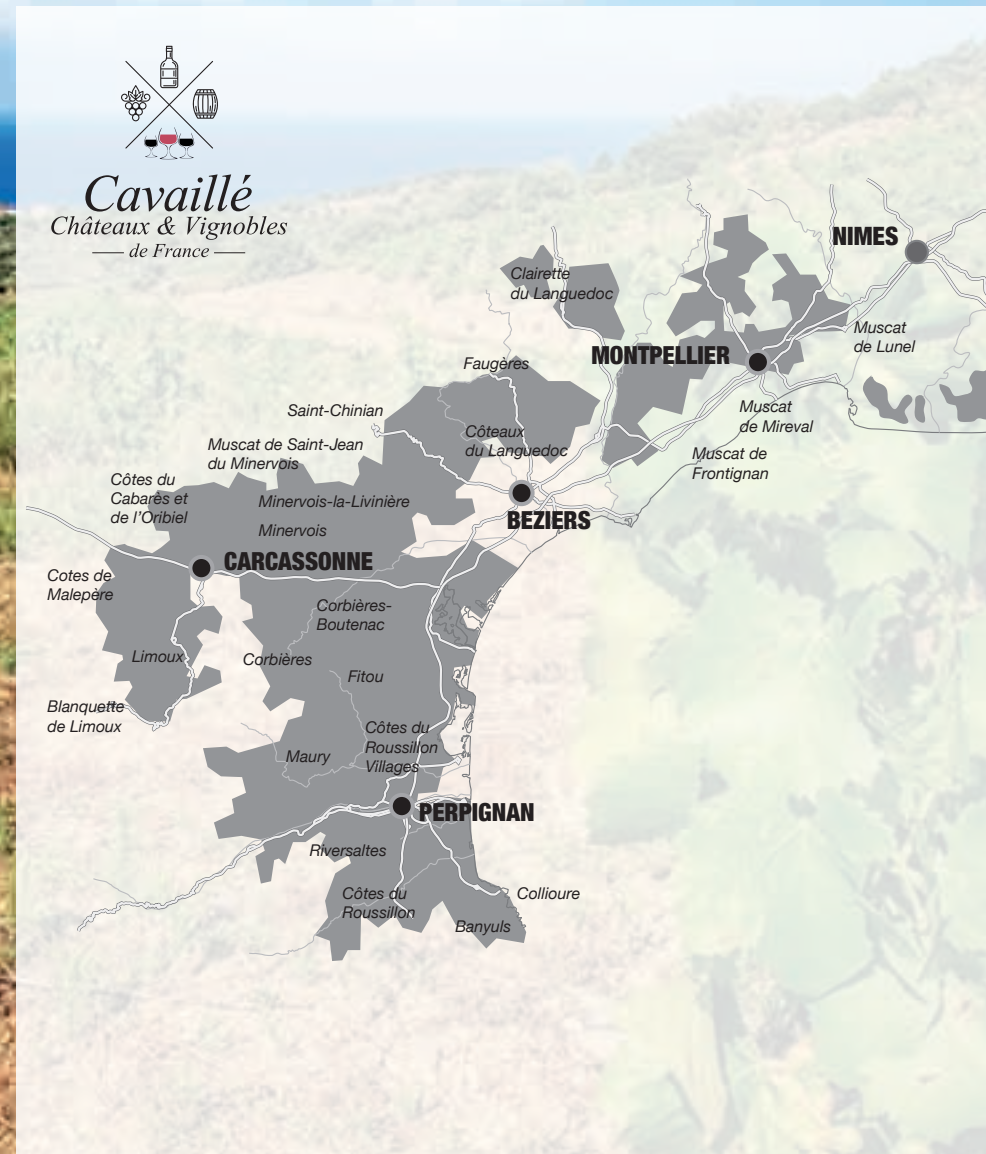 Cavaillé
Châteaux & Vignobles
de France
NIMES
Clairette
du Languedoc
Muscat
de Lunel
MONTPELLIER
Faugères
Saint-Chinian
Muscat
de Mireval
Côteaux
du Languedoc
Muscat de Saint-Jean
du Minervois
Muscat de
Frontignan
Côtes du
Cabarès et
de l'Oribiel
Minervois-la-Livinière
Minervois
BEZIERS
CARCASSONNE
Cotes de
Malepère
Corbières-
Boutenac
Limoux
Corbières
Fitou
Blanquette
de Limoux
Côtes du
Roussillon
Villages
Maury
PERPIGNAN
Riversaltes
Côtes du
Roussillon
Collioure
Banyuls